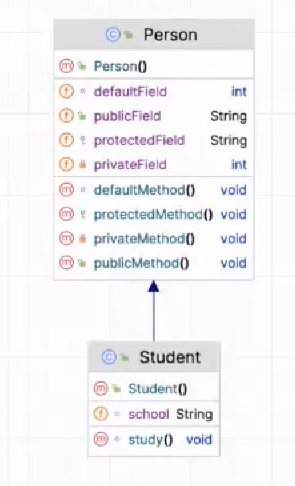 Person
Person()
defaultField int
publicField String
protectedField String
privateField int
defaultMethod() void
protectedMethod() void
privateMethod() void
publicMethod() void
Student
Student()
school String
study() void